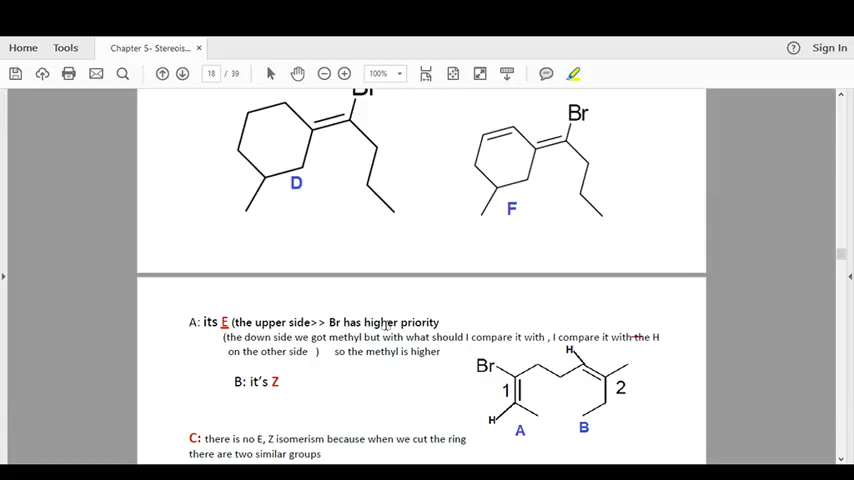 Home Tools Chapter 5- Stereois... × Sign In
18 / 39 100%
Br
Br
D
F
A: its E (the upper side>> Br has higher priority
(the down side we got methyl but with what should I compare it with , I compare it with the H
on the other side ) so the methyl is higher
H
Br
1
2
B: it's Z
H
A
B
C: there is no E, Z isomerism because when we cut the ring
there are two similar groups